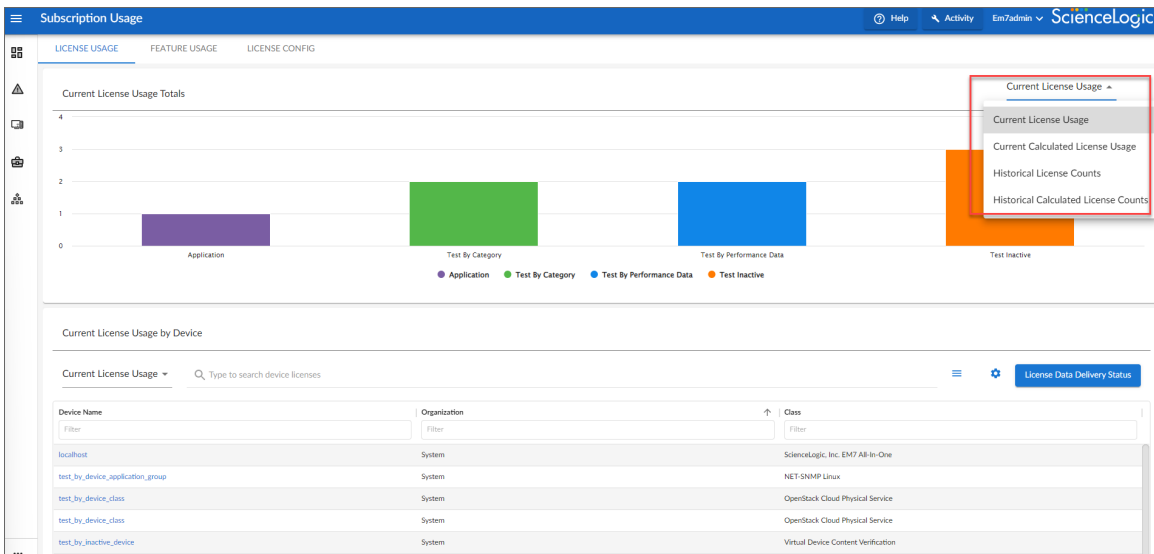 Subscription Usage
Help
Activity
Em7admin
ScienceLogic
LICENSE USAGE
FEATURE USAGE
LICENSE CONFIG
Current License Usage Totals
Current License Usage
Current License Usage
Current Calculated License Usage
Historical License Counts
Historical Calculated License Counts
4
3
2
1
0
Application
Test By Category
Test By Performance Data
Test Inactive
Application
Test By Category
Test By Performance Data
Test Inactive
Current License Usage by Device
Current License Usage
Type to search device licenses
License Data Delivery Status
Device Name
Organization
Class
Filter
Filter
Filter
localhost
System
ScienceLogic, Inc. EM7 All-In-One
test_by_device_application_group
System
NET-SNMP Linux
test_by_device_class
System
OpenStack Cloud Physical Service
test_by_device_class
System
OpenStack Cloud Physical Service
test_by_inactive_device
System
Virtual Device Content Verification